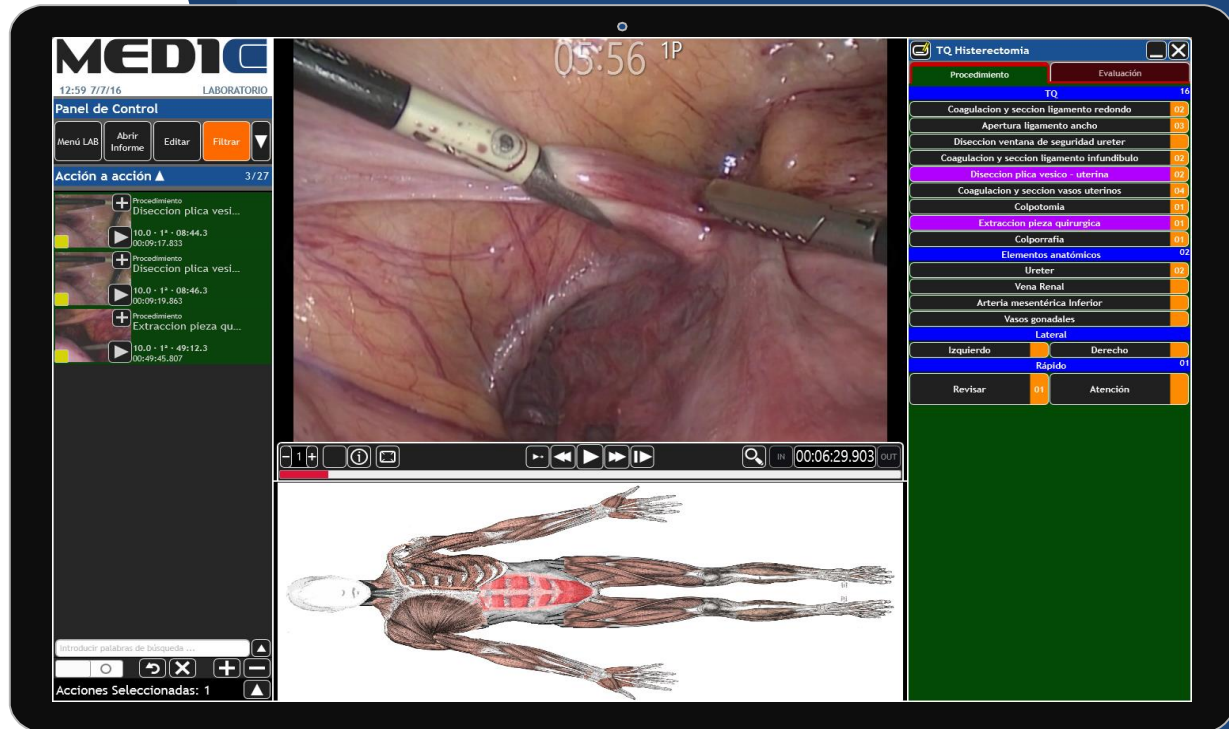 MED1C
12:59 7/7/16 LABORATORIO
Panel de Control
Menú LAB
Abrir
Informe
Editar
Filtrar
Acción a acción ▲ 3/27
Procedimiento
Diseccion plica vesi...
10.0 - 1ª - 08:44.3
00:09:17.833
Procedimiento
Diseccion plica vesi...
10.0 - 1ª - 08:46.3
00:09:19.863
Procedimiento
Extraccion pieza qu...
10.0 - 1ª - 49:12.3
00:49:45.807
Introducir palabras de búsqueda ...
Acciones Seleccionadas: 1
05:56 1P
- 1 +
IN 00:06:29.903 OUT
TQ Histerectomia
Procedimiento Evaluación
TQ 16
Coagulacion y seccion ligamento redondo 02
Apertura ligamento ancho 03
Diseccion ventana de seguridad ureter
Coagulacion y seccion ligamento infundibulo 02
Diseccion plica vesico - uterina 02
Coagulacion y seccion vasos uterinos 04
Colpotomia 01
Extraccion pieza quirurgica 01
Colporrafia 01
Elementos anatómicos 02
Ureter 02
Vena Renal
Arteria mesentérica Inferior
Vasos gonadales
Lateral
Izquierdo Derecho
Rápido 01
Revisar 01 Atención